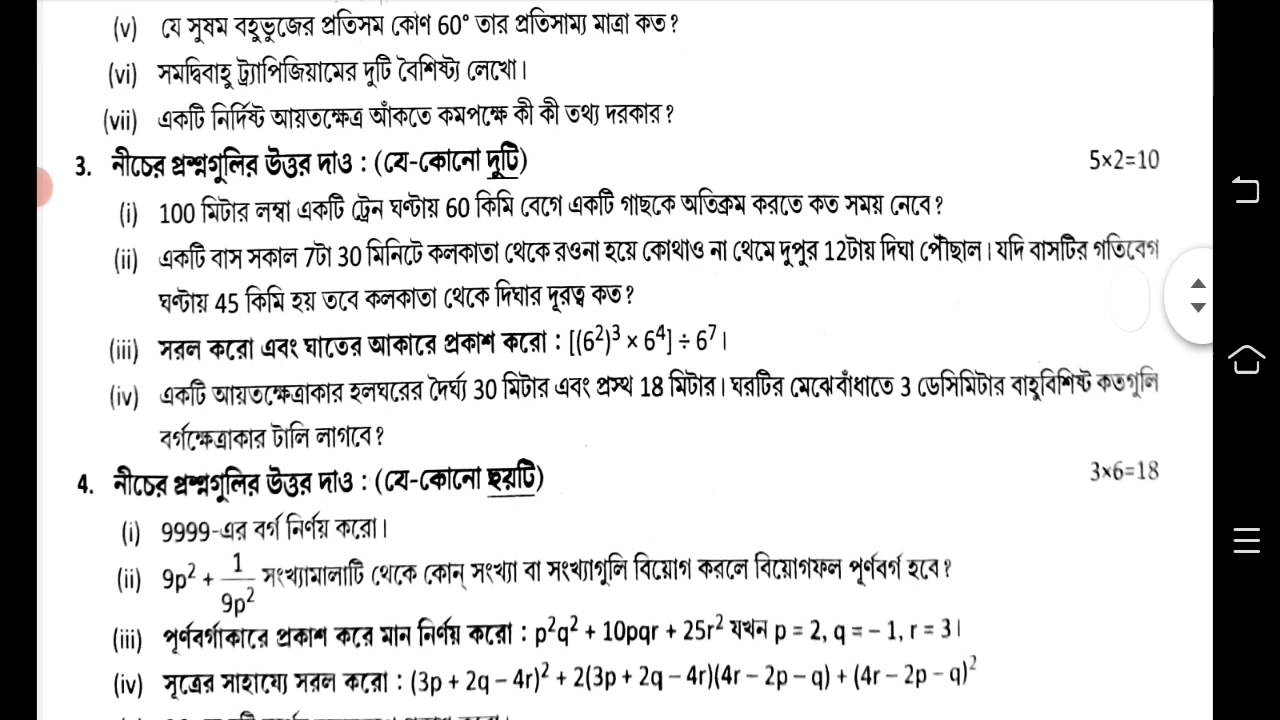 (v) যে সুষম বহুভুজের প্রতিসম কোণ 60° তার প্রতিসাম্য মাত্রা কত?
(vi) সমদ্বিবাহু ট্র্যাপিজিয়ামের দুটি বৈশিষ্ট্য লেখো।
(vii) একটি নির্দিষ্ট আয়তক্ষেত্র আঁকতে কমপক্ষে কী কী তথ্য দরকার?
3. নীচের প্রশ্নগুলির উত্তর দাও : (যে-কোনো দুটি) 5×2=10
(i) 100 মিটার লম্বা একটি ট্রেন ঘণ্টায় 60 কিমি বেগে একটি গাছকে অতিক্রম করতে কত সময় নেবে?
(ii) একটি বাস সকাল 7টা 30 মিনিটে কলকাতা থেকে রওনা হয়ে কোথাও না থেমে দুপুর 12টায় দিঘা পৌঁছাল। যদি বাসটির গতিবেগ
ঘণ্টায় 45 কিমি হয় তবে কলকাতা থেকে দিঘার দূরত্ব কত?
(iii) সরল করো এবং ঘাতের আকারে প্রকাশ করো : [(6²)³ × 6⁴] ÷ 6⁷।
(iv) একটি আয়তক্ষেত্রাকার হলঘরের দৈর্ঘ্য 30 মিটার এবং প্রস্থ 18 মিটার। ঘরটির মেঝে বাঁধাতে 3 ডেসিমিটার বাহুবিশিষ্ট কতগুলি
বর্গক্ষেত্রাকার টালি লাগবে?
4. নীচের প্রশ্নগুলির উত্তর দাও : (যে-কোনো ছয়টি) 3×6=18
(i) 9999-এর বর্গ নির্ণয় করো।
(ii) 9p² + 1/9p² সংখ্যামালাটি থেকে কোন্ সংখ্যা বা সংখ্যাগুলি বিয়োগ করলে বিয়োগফল পূর্ণবর্গ হবে?
(iii) পূর্ণবর্গাকারে প্রকাশ করে মান নির্ণয় করো : p²q² + 10pqr + 25r² যখন p = 2, q = – 1, r = 3।
(iv) সূত্রের সাহায্যে সরল করো : (3p + 2q – 4r)² + 2(3p + 2q – 4r)(4r – 2p – q) + (4r – 2p – q)²